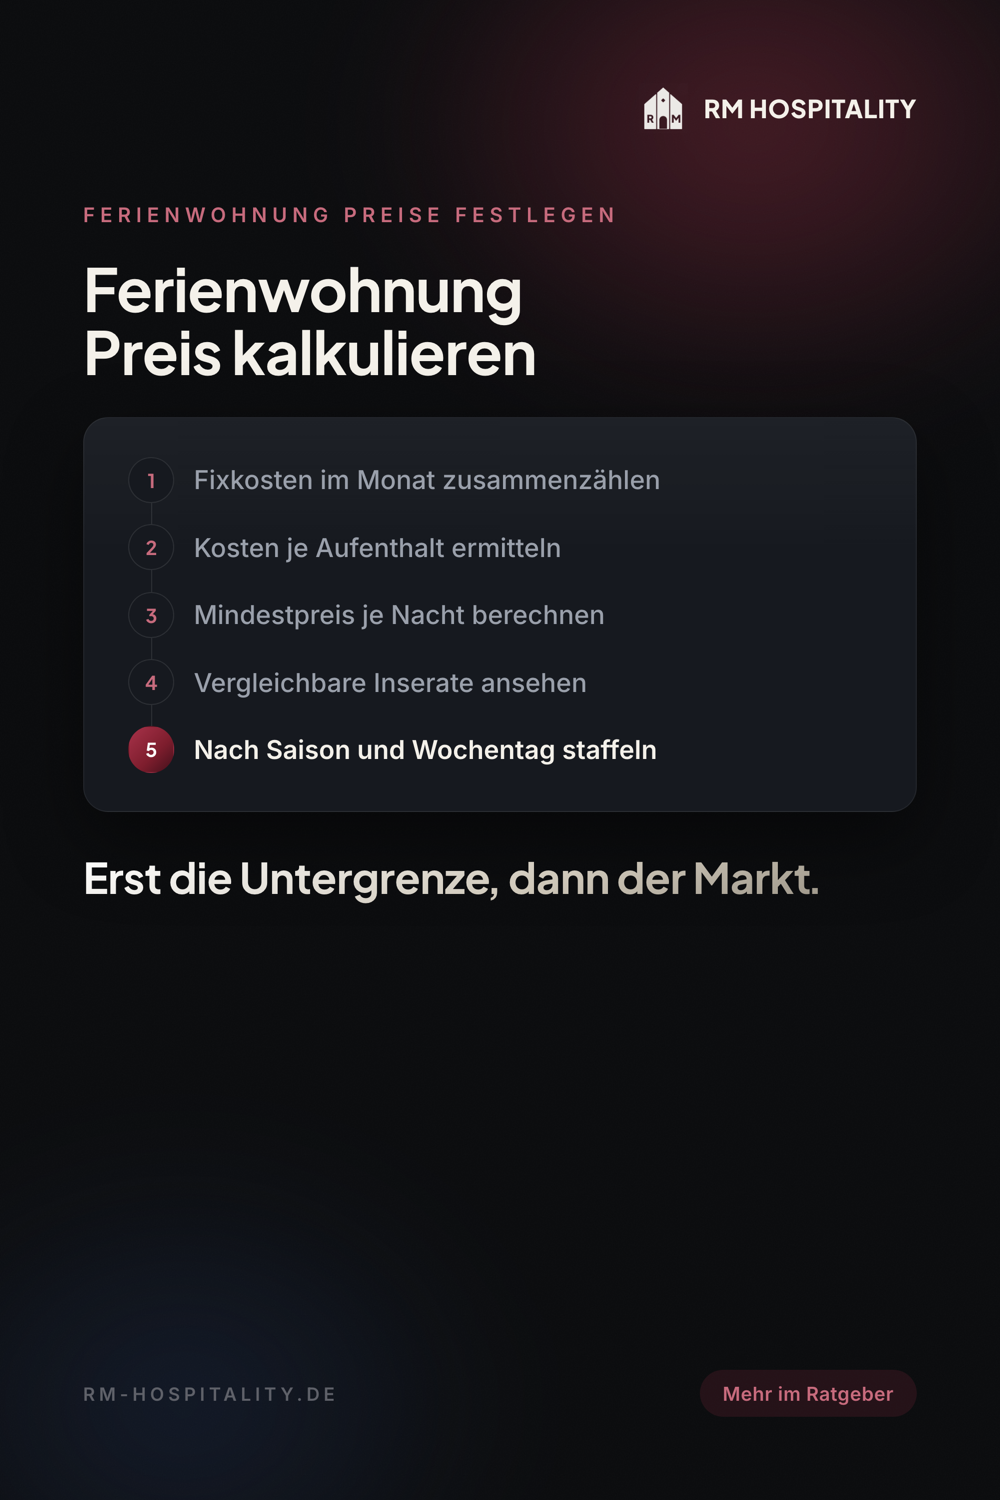 R M
RM HOSPITALITY
FERIENWOHNUNG PREISE FESTLEGEN
Ferienwohnung
Preis kalkulieren
1 Fixkosten im Monat zusammenzählen
2 Kosten je Aufenthalt ermitteln
3 Mindestpreis je Nacht berechnen
4 Vergleichbare Inserate ansehen
5 Nach Saison und Wochentag staffeln
Erst die Untergrenze, dann der Markt.
RM-HOSPITALITY.DE
Mehr im Ratgeber